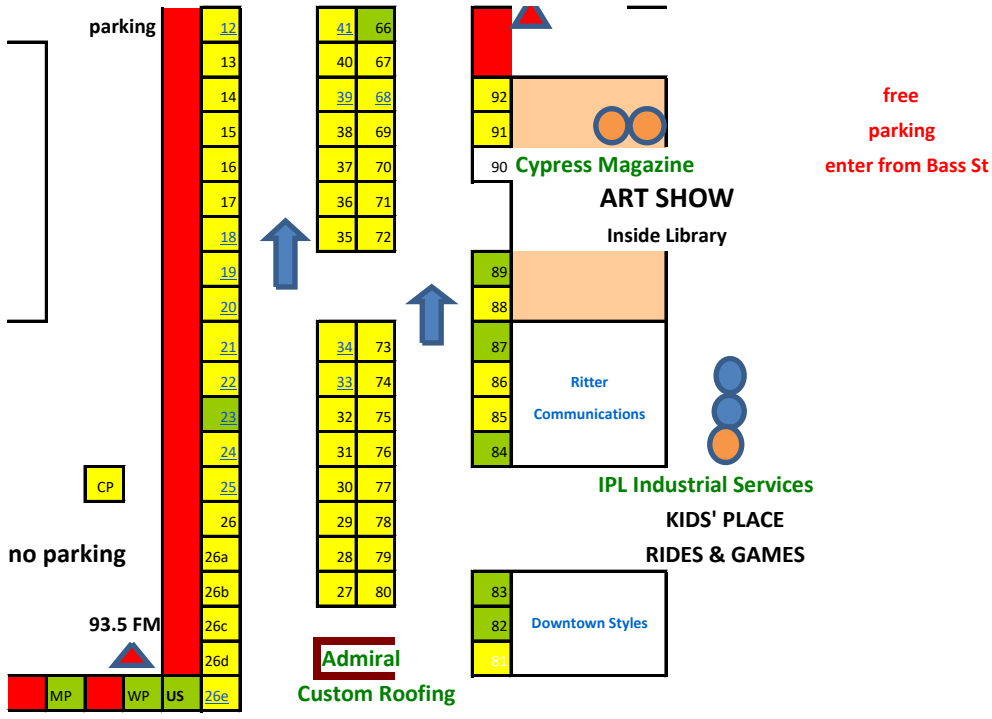 parking 12 41 66
13 40 67
14 39 68 92 free
15 38 69 91 parking
16 37 70 90 Cypress Magazine enter from Bass St
17 36 71 ART SHOW
18 35 72 Inside Library
19 89
20 88
21 34 73 87
22 33 74 86 Ritter
23 32 75 85 Communications
24 31 76 84
CP 25 30 77 IPL Industrial Services
26 29 78 KIDS' PLACE
no parking 26a 28 79 RIDES & GAMES
26b 27 80 83
93.5 FM 26c 82 Downtown Styles
26d Admiral 81
MP WP US 26e Custom Roofing